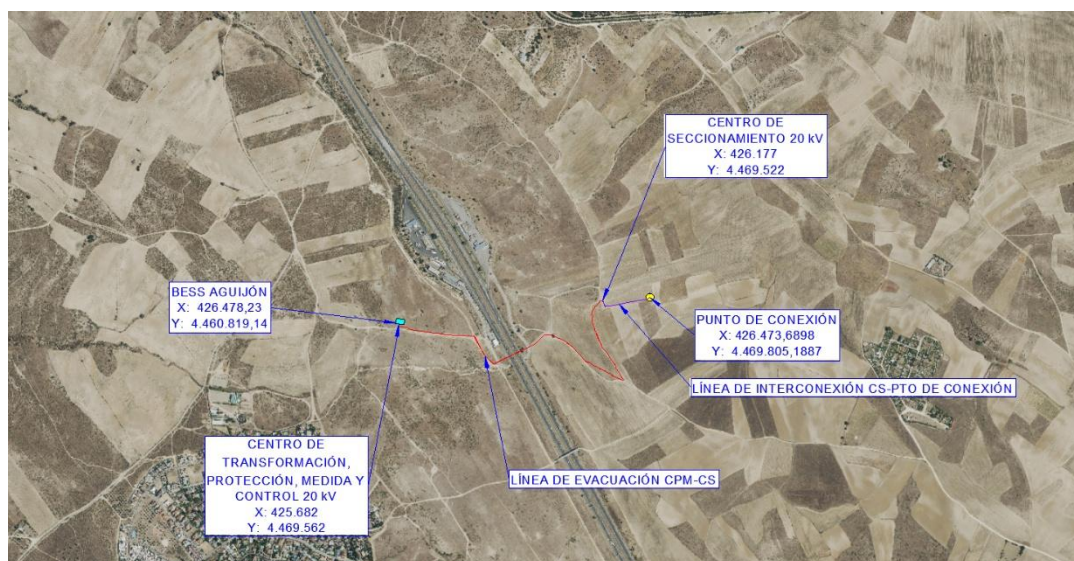 CENTRO DE
SECCIONAMIENTO 20 kV
X: 426.177
Y: 4.469.522
BESS AGUIJÓN
X: 426.478,23
Y: 4.460.819,14
PUNTO DE CONEXIÓN
X: 426.473,6898
Y: 4.469.805,1887
LÍNEA DE INTERCONEXIÓN CS-PTO DE CONEXIÓN
CENTRO DE
TRANSFORMACIÓN,
PROTECCIÓN, MEDIDA Y
CONTROL 20 kV
X: 425.682
Y: 4.469.562
LÍNEA DE EVACUACIÓN CPM-CS